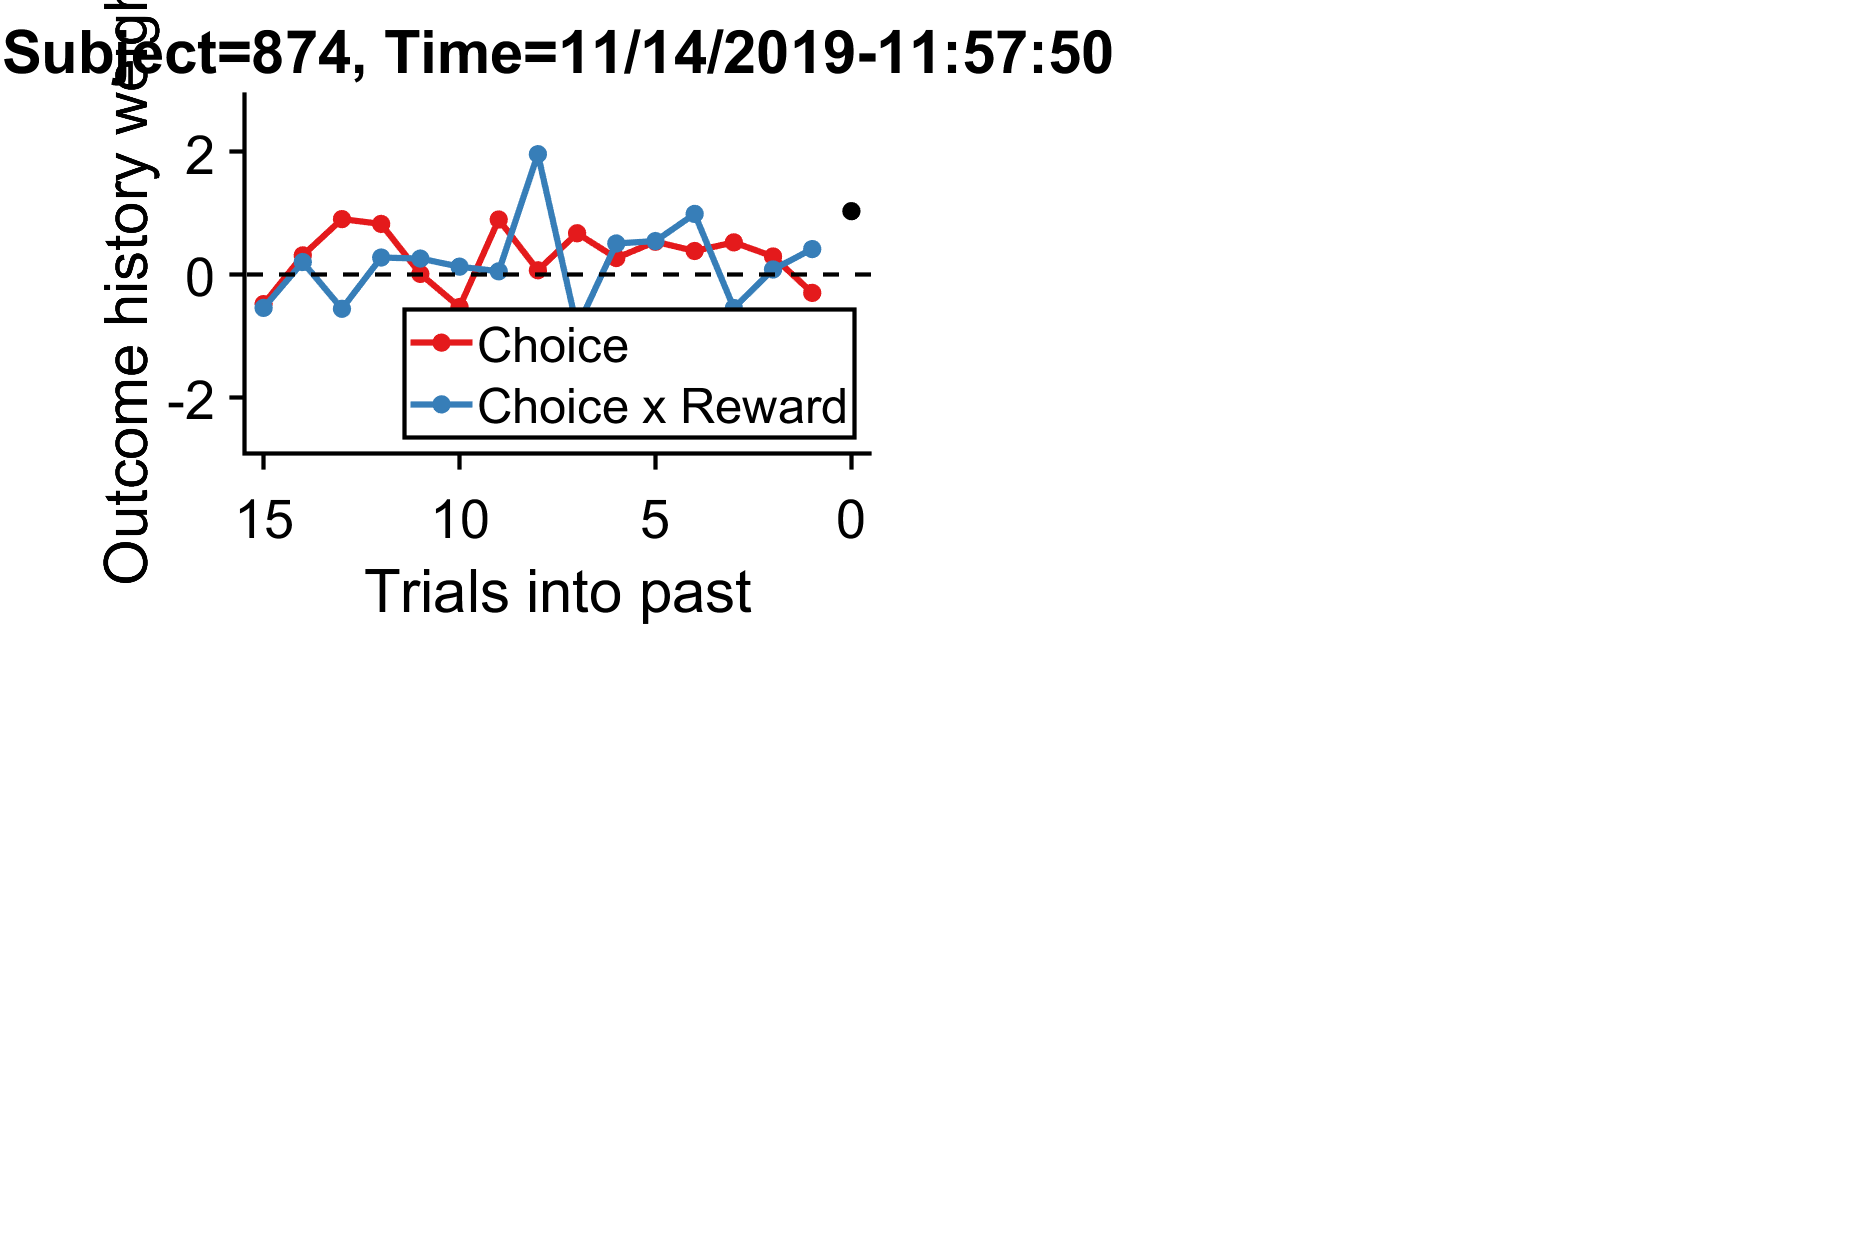 Subject=874, Time=11/14/2019-11:57:50
Outcome history
2
0
-2
Choice
Choice x Reward
15 10 5 0
Trials into past